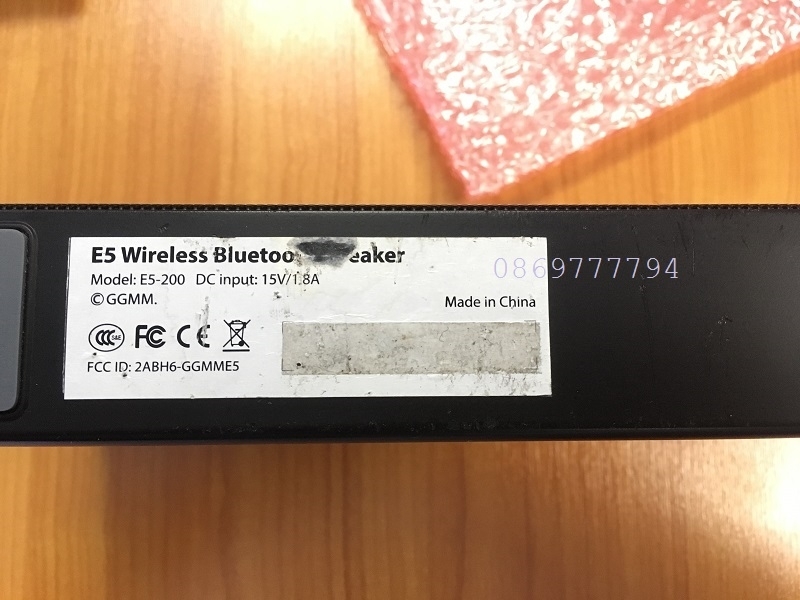 E5 Wireless Bluetoo eaker
Model: E5-200 DC input: 15V/1.8A
©GGMM.
Made in China
CCC S&E FC CE
FCC ID: 2ABH6-GGMME5
0869777794